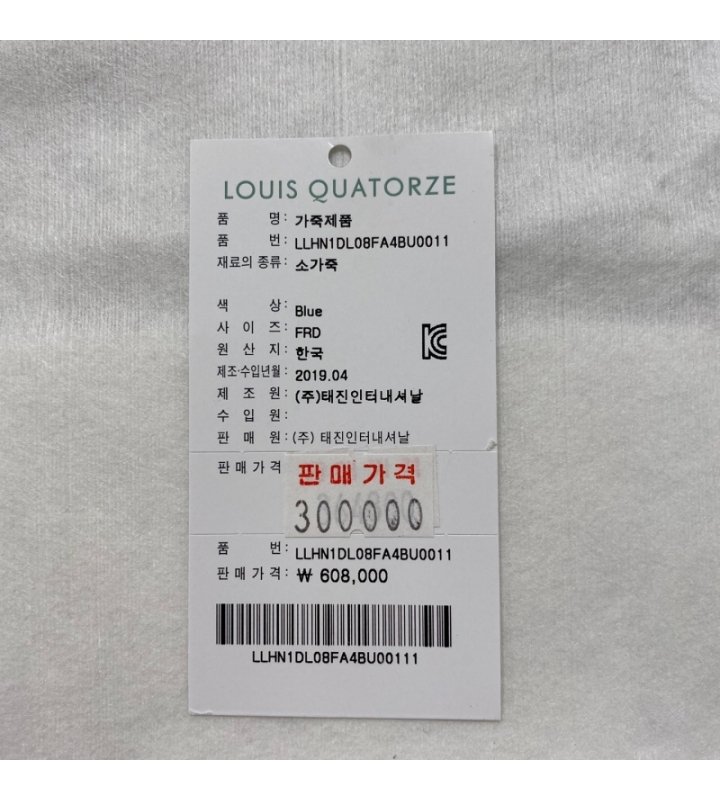 LOUIS QUATORZE
품 명: 가죽제품
품 번: LLHN1DL08FA4BU0011
재료의 종류: 소가죽
색 상: Blue
사 이 즈: FRD
원 산 지: 한국
제조·수입년월: 2019.04
제 조 원: (주)태진인터내셔날
수 입 원:
판 매 원: (주) 태진인터내셔날
판매가격 판매가격
300000
품 번: LLHN1DL08FA4BU0011
판매가격: ₩ 608,000
LLHN1DL08FA4BU00111